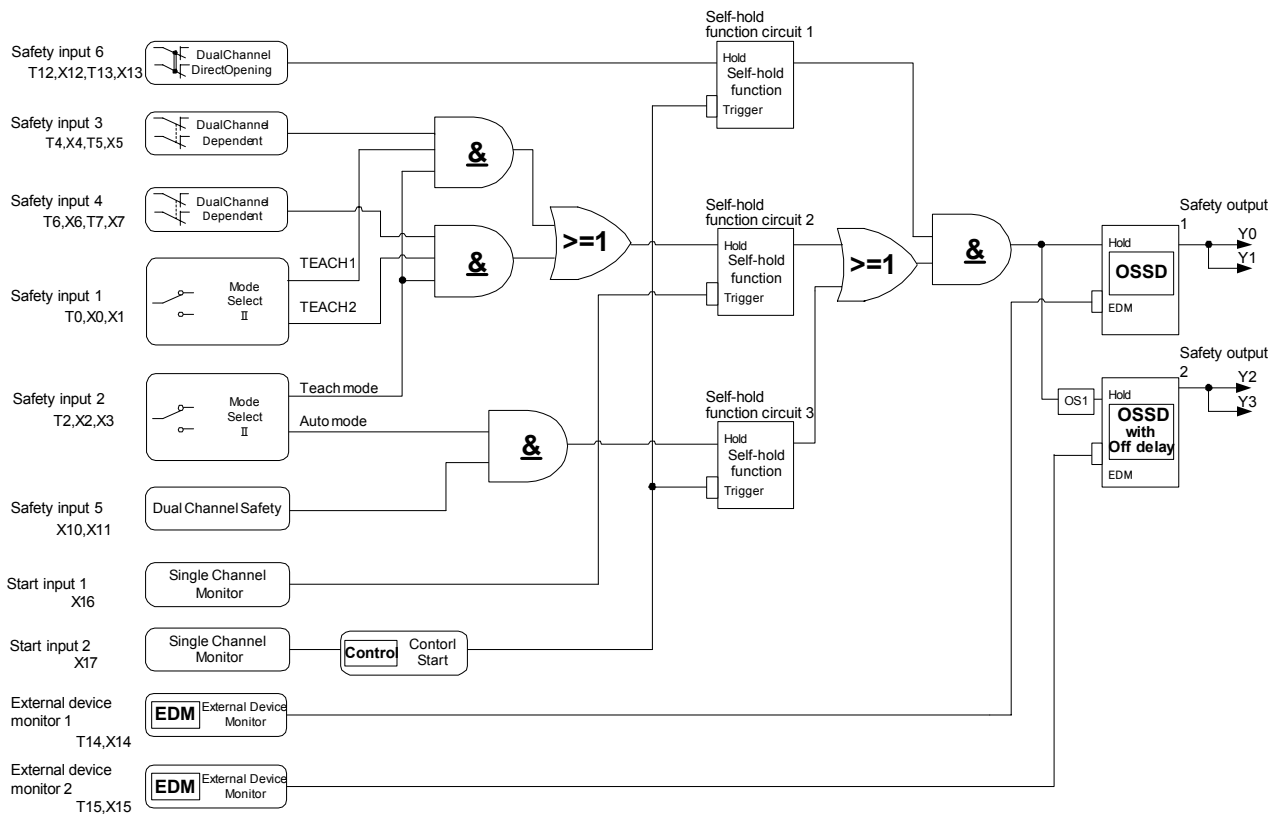 Self-hold
function circuit 1
Safety input 6
T12,X12,T13,X13
DualChannel
DirectOpening
Hold
Self-hold
function
Trigger
Safety input 3
T4,X4,T5,X5
DualChannel
Dependent
&
Safety input 4
T6,X6,T7,X7
DualChannel
Dependent
&
>=1
Self-hold
function circuit 2
Hold
Self-hold
function
Trigger
>=1
&
Safety output
1
Hold
OSSD
EDM
Y0
Y1
Safety input 1
T0,X0,X1
Mode
Select
II
TEACH1
TEACH2
Safety input 2
T2,X2,X3
Mode
Select
II
Teach mode
Auto mode
&
Self-hold
function circuit 3
Hold
Self-hold
function
Trigger
Safety output
2
OS1
Hold
OSSD
with
Off delay
EDM
Y2
Y3
Safety input 5
X10,X11
Dual Channel Safety
Start input 1
X16
Single Channel
Monitor
Start input 2
X17
Single Channel
Monitor
Control
Contorl
Start
External device
monitor 1
T14,X14
EDM
External Device
Monitor
External device
monitor 2
T15,X15
EDM
External Device
Monitor